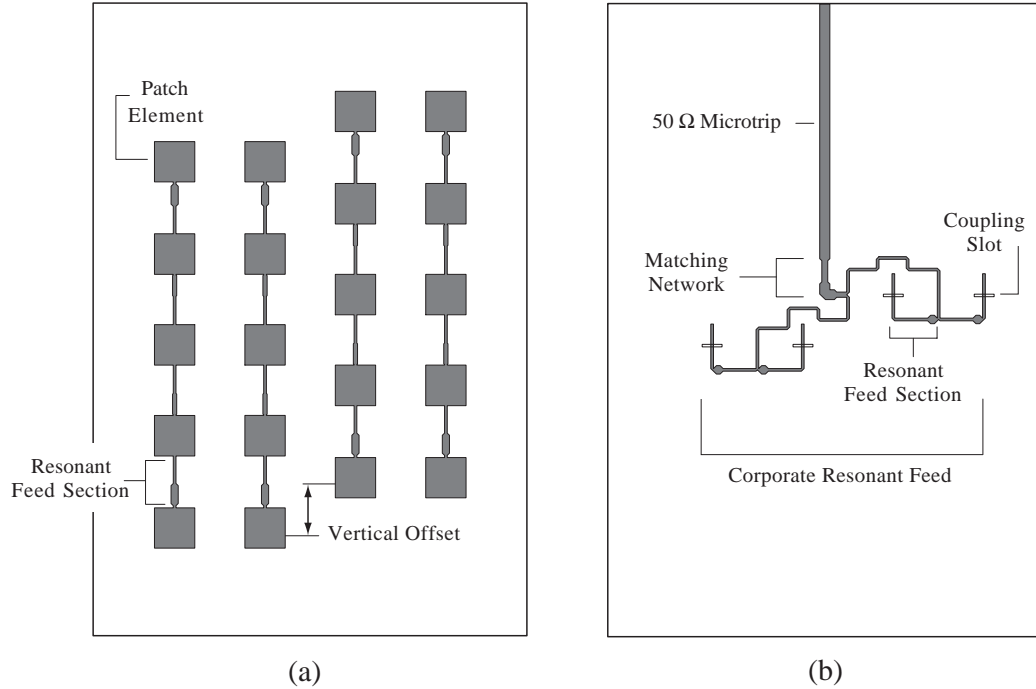 Patch
Element
Resonant
Feed Section
Vertical Offset
(a)
50 Ω Microtrip
Coupling
Slot
Matching
Network
Resonant
Feed Section
Corporate Resonant Feed
(b)